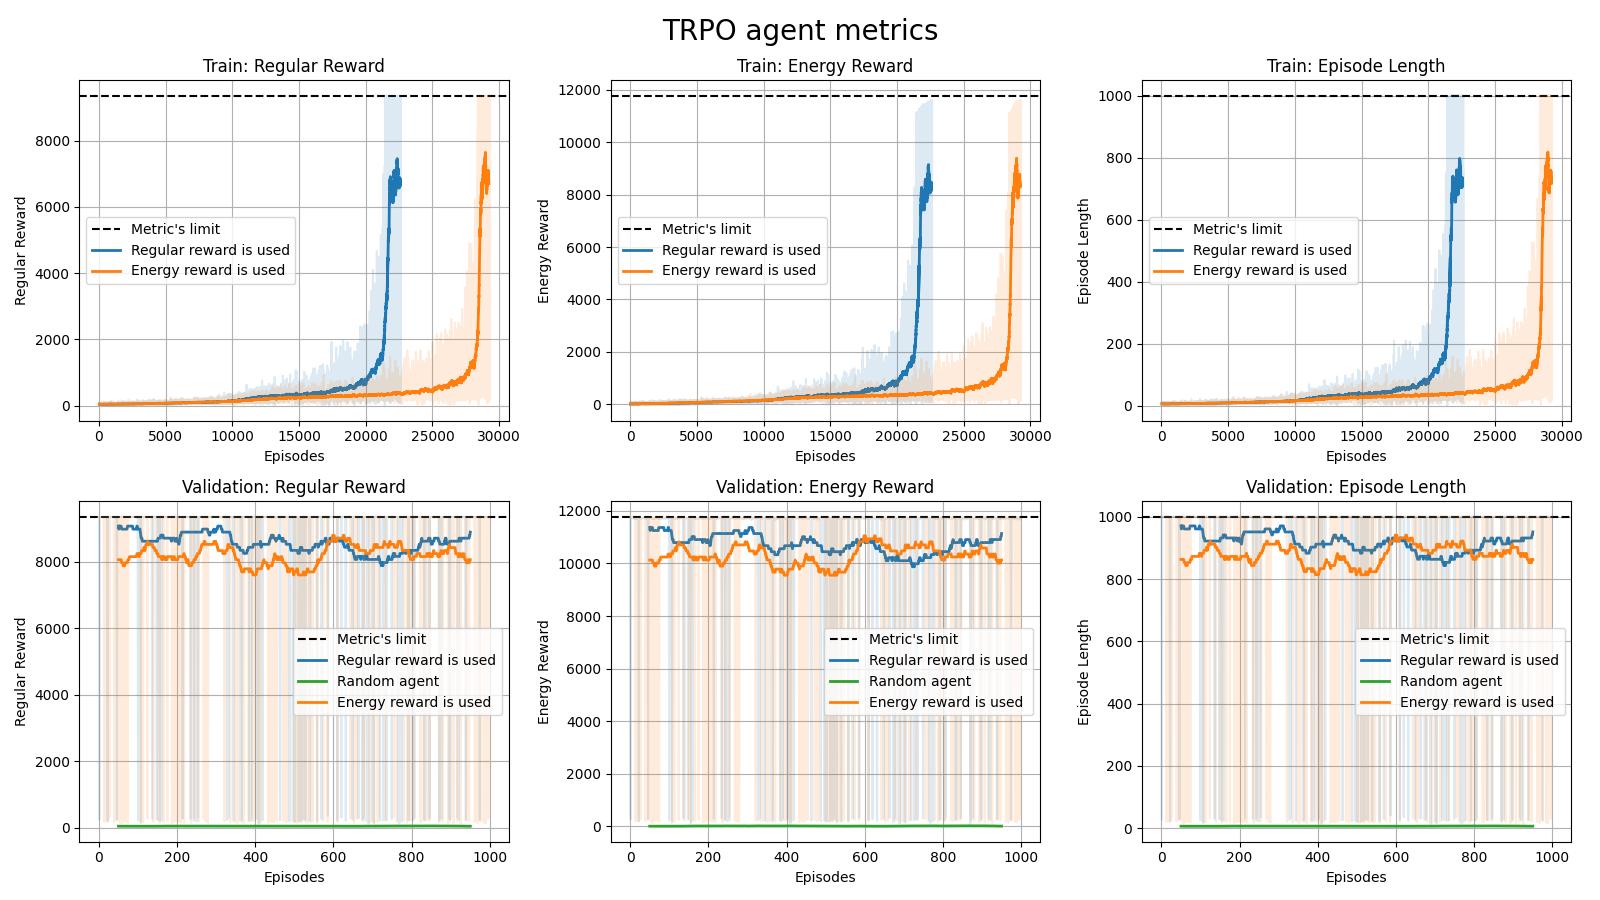 TRPO agent metrics
Train: Regular Reward
Regular Reward
8000
6000
4000
2000
0
Metric's limit
Regular reward is used
Energy reward is used
0 5000 10000 15000 20000 25000 30000
Episodes
Train: Energy Reward
Energy Reward
12000
10000
8000
6000
4000
2000
0
Metric's limit
Regular reward is used
Energy reward is used
0 5000 10000 15000 20000 25000 30000
Episodes
Train: Episode Length
Episode Length
1000
800
600
400
200
0
Metric's limit
Regular reward is used
Energy reward is used
0 5000 10000 15000 20000 25000 30000
Episodes
Validation: Regular Reward
Regular Reward
8000
6000
4000
2000
0
Metric's limit
Regular reward is used
Random agent
Energy reward is used
0 200 400 600 800 1000
Episodes
Validation: Energy Reward
Energy Reward
12000
10000
8000
6000
4000
2000
0
Metric's limit
Regular reward is used
Random agent
Energy reward is used
0 200 400 600 800 1000
Episodes
Validation: Episode Length
Episode Length
1000
800
600
400
200
0
Metric's limit
Regular reward is used
Random agent
Energy reward is used
0 200 400 600 800 1000
Episodes